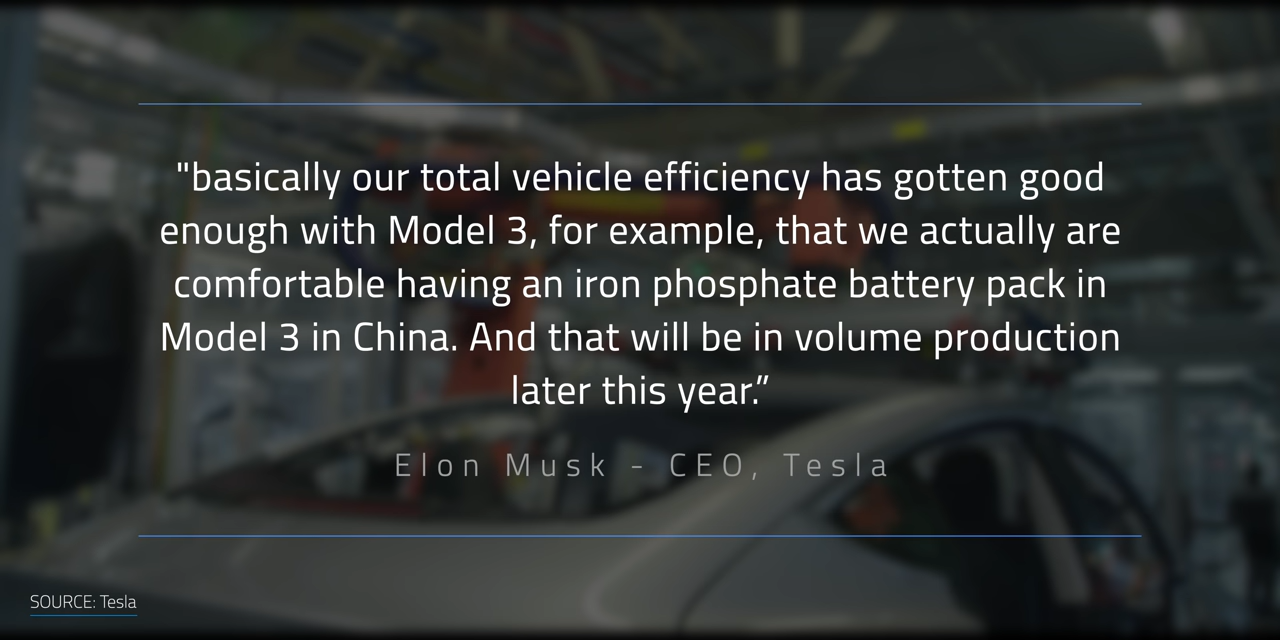 "basically our total vehicle efficiency has gotten good
enough with Model 3, for example, that we actually are
comfortable having an iron phosphate battery pack in
Model 3 in China. And that will be in volume production
later this year.”
Elon Musk - CEO, Tesla
SOURCE: Tesla